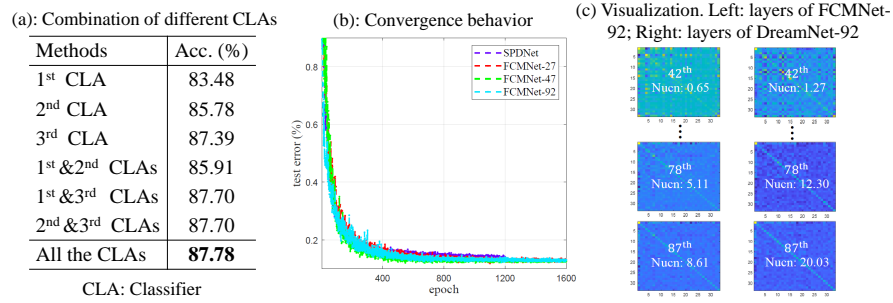 (a): Combination of different CLAs
Methods Acc. (%)
1st CLA 83.48
2nd CLA 85.78
3rd CLA 87.39
1st &2nd CLAs 85.91
1st &3rd CLAs 87.70
2nd &3rd CLAs 87.70
All the CLAs 87.78
CLA: Classifier
(b): Convergence behavior
SPDNet
FCMNet-27
FCMNet-47
FCMNet-92
test error (%)
0.8
0.6
0.4
0.2
400 800 1200 1600
epoch
(c) Visualization. Left: layers of FCMNet-
92; Right: layers of DreamNet-92
42th
Nucn: 0.65
42th
Nucn: 1.27
78th
Nucn: 5.11
78th
Nucn: 12.30
87th
Nucn: 8.61
87th
Nucn: 20.03